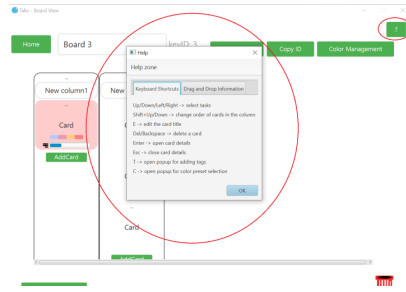 Talio - Board View
?
Home
Board 3
keyID: 3
Copy ID
Color Management
Help
Help zone
Keyboard Shortcuts
Drag and Drop Information
Up/Down/Left/Right -> select tasks
Shift+Up/Down -> change order of cards in the column
E -> edit the card title
Del/Backspace -> delete a card
Enter -> open card details
Esc -> close card details
T -> open popup for adding tags
C -> open popup for color preset selection
OK
New column1
New
Card
AddCard
Card
AddCard